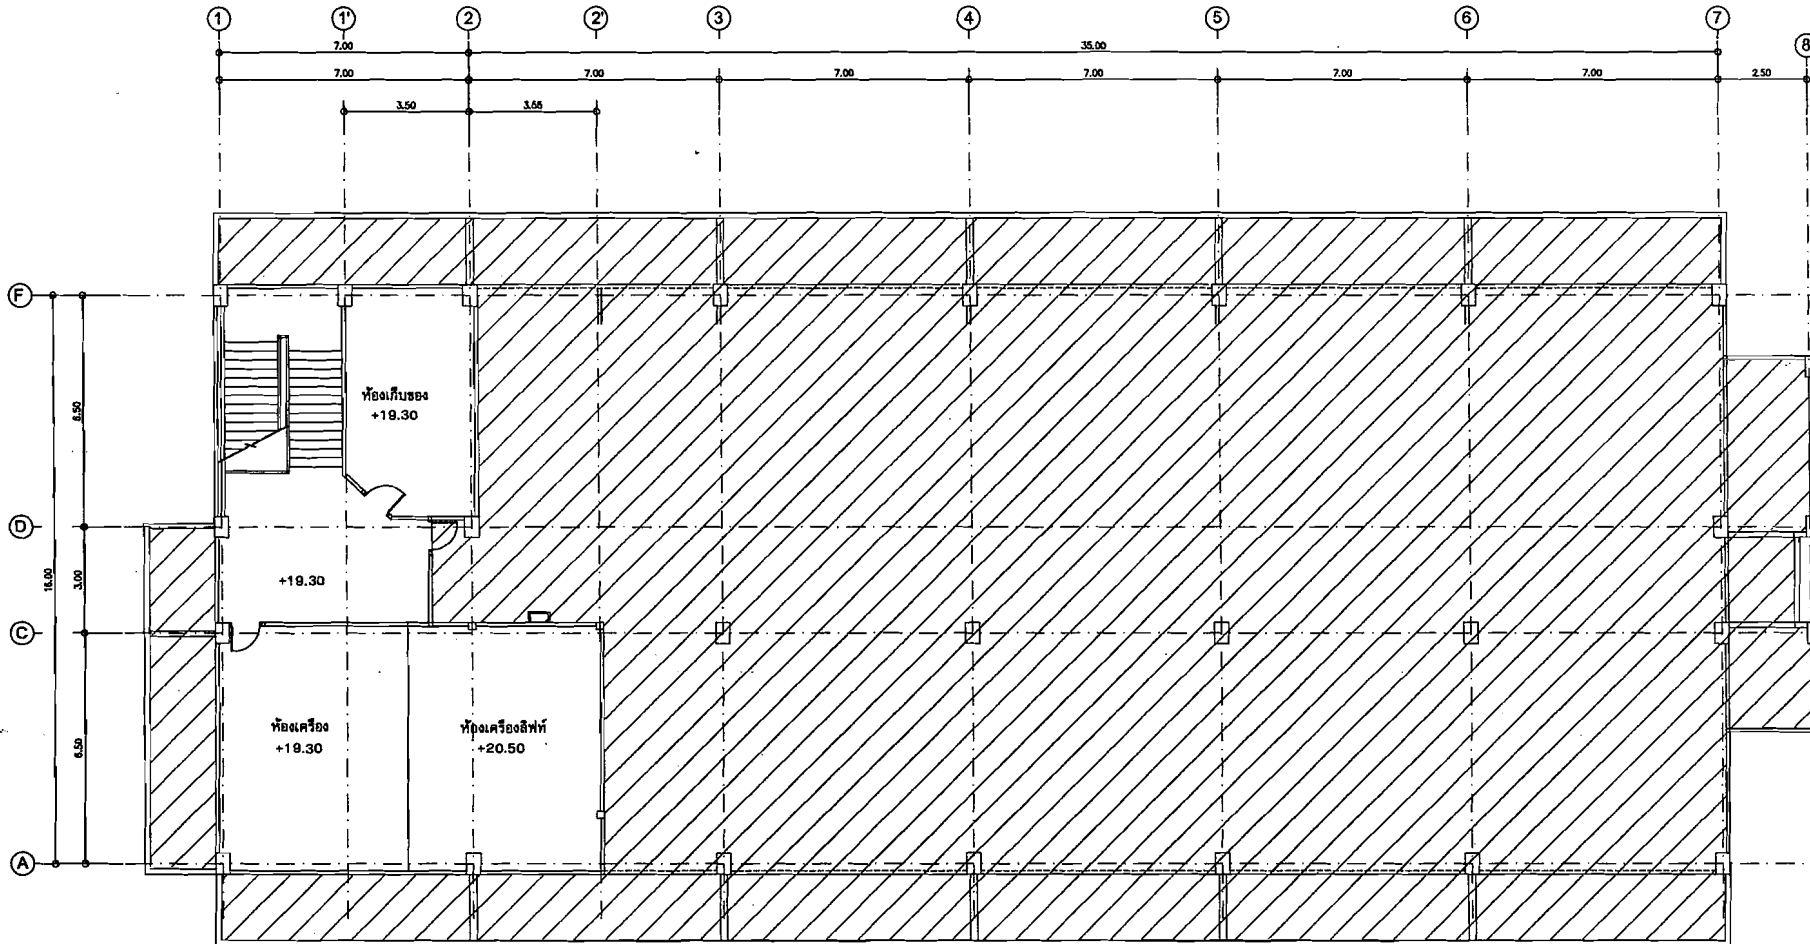 1 1' 2 2' 3 4 5 6 7 8
7.00 35.00
7.00 7.00 7.00 7.00 7.00 7.00 2.50
3.50 3.55
F
ห้องเก็บของ
+19.30
6.50
D
16.00
3.00
+19.30
C
ห้องเครื่อง
+19.30
ห้องเครื่องลิฟท์
+20.50
6.50
A